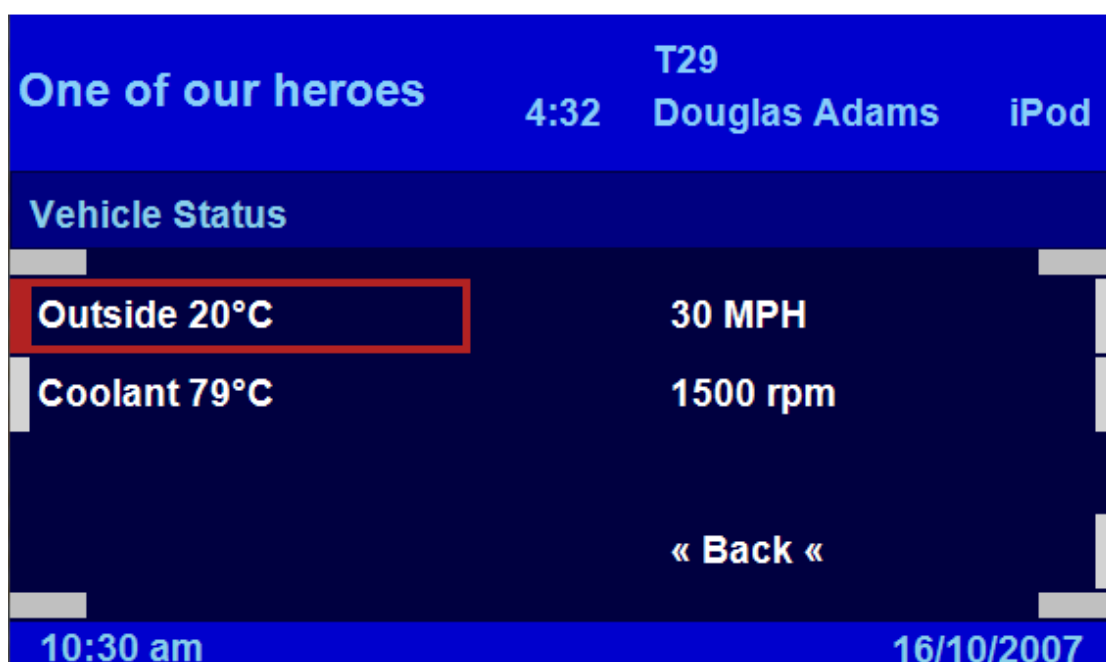 One of our heroes
T29
4:32 Douglas Adams iPod
Vehicle Status
Outside 20°C 30 MPH
Coolant 79°C 1500 rpm
« Back «
10:30 am 16/10/2007